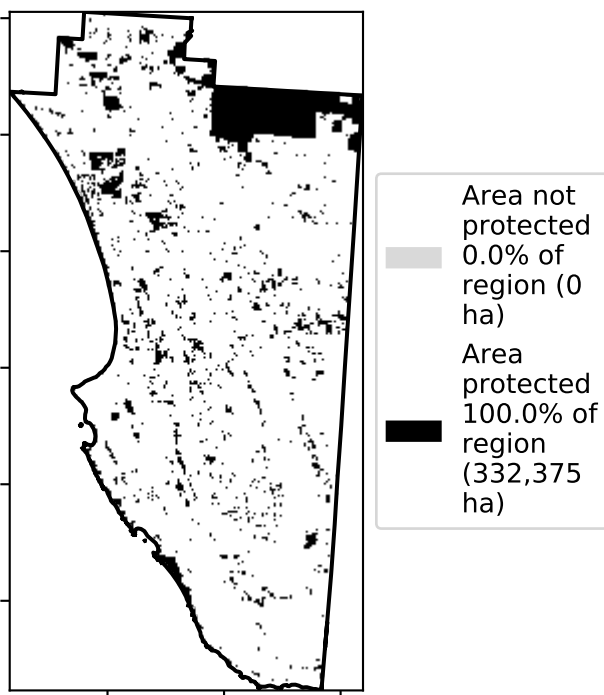 Area not
protected
0.0% of
region (0
ha)
Area
protected
100.0% of
region
(332,375
ha)